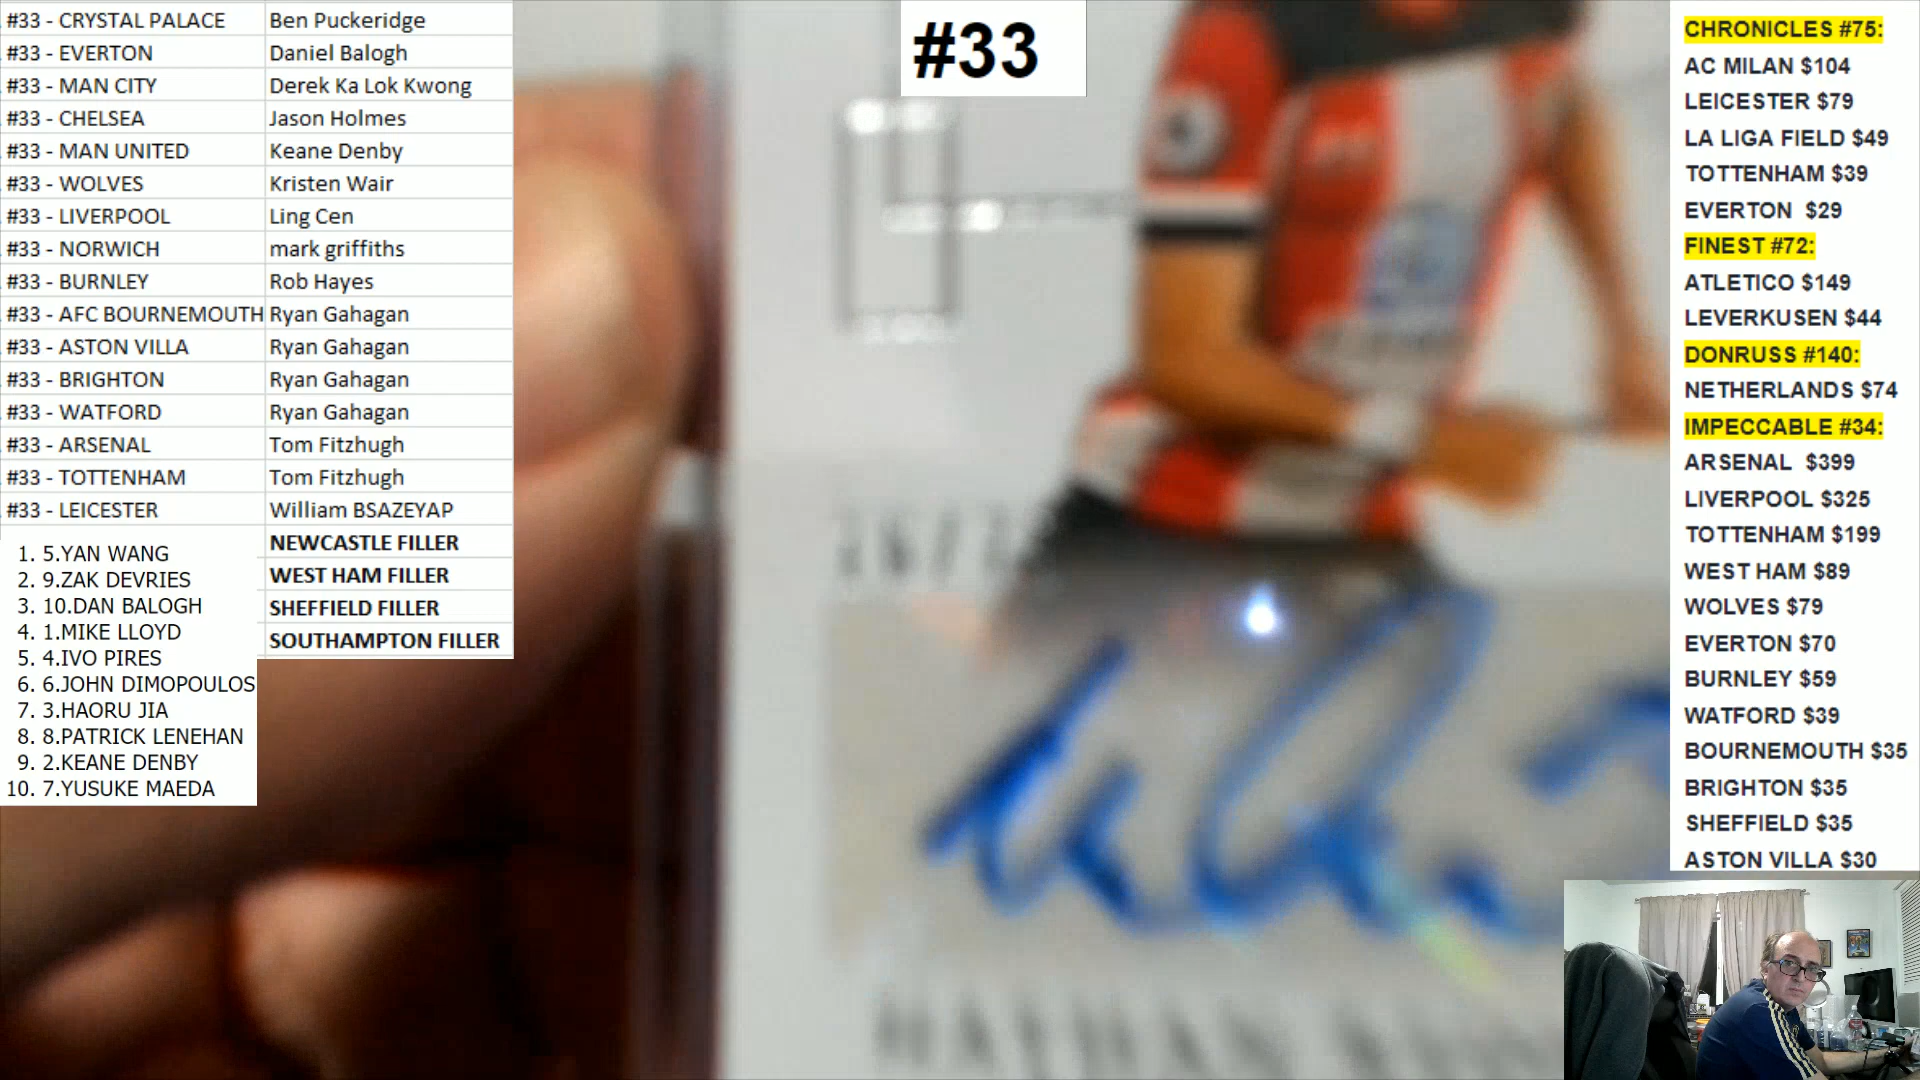 #33 - CRYSTAL PALACE Ben Puckeridge
#33 - EVERTON Daniel Balogh
#33 - MAN CITY Derek Ka Lok Kwong
#33 - CHELSEA Jason Holmes
#33 - MAN UNITED Keane Denby
#33 - WOLVES Kristen Wair
#33 - LIVERPOOL Ling Cen
#33 - NORWICH mark griffiths
#33 - BURNLEY Rob Hayes
#33 - AFC BOURNEMOUTH Ryan Gahagan
#33 - ASTON VILLA Ryan Gahagan
#33 - BRIGHTON Ryan Gahagan
#33 - WATFORD Ryan Gahagan
#33 - ARSENAL Tom Fitzhugh
#33 - TOTTENHAM Tom Fitzhugh
#33 - LEICESTER William BSAZEYAP
NEWCASTLE FILLER
WEST HAM FILLER
SHEFFIELD FILLER
SOUTHAMPTON FILLER
1. 5.YAN WANG
2. 9.ZAK DEVRIES
3. 10.DAN BALOGH
4. 1.MIKE LLOYD
5. 4.IVO PIRES
6. 6.JOHN DIMOPOULOS
7. 3.HAORU JIA
8. 8.PATRICK LENEHAN
9. 2.KEANE DENBY
10. 7.YUSUKE MAEDA
#33
CHRONICLES #75:
AC MILAN $104
LEICESTER $79
LA LIGA FIELD $49
TOTTENHAM $39
EVERTON $29
FINEST #72:
ATLETICO $149
LEVERKUSEN $44
DONRUSS #140:
NETHERLANDS $74
IMPECCABLE #34:
ARSENAL $399
LIVERPOOL $325
TOTTENHAM $199
WEST HAM $89
WOLVES $79
EVERTON $70
BURNLEY $59
WATFORD $39
BOURNEMOUTH $35
BRIGHTON $35
SHEFFIELD $35
ASTON VILLA $30